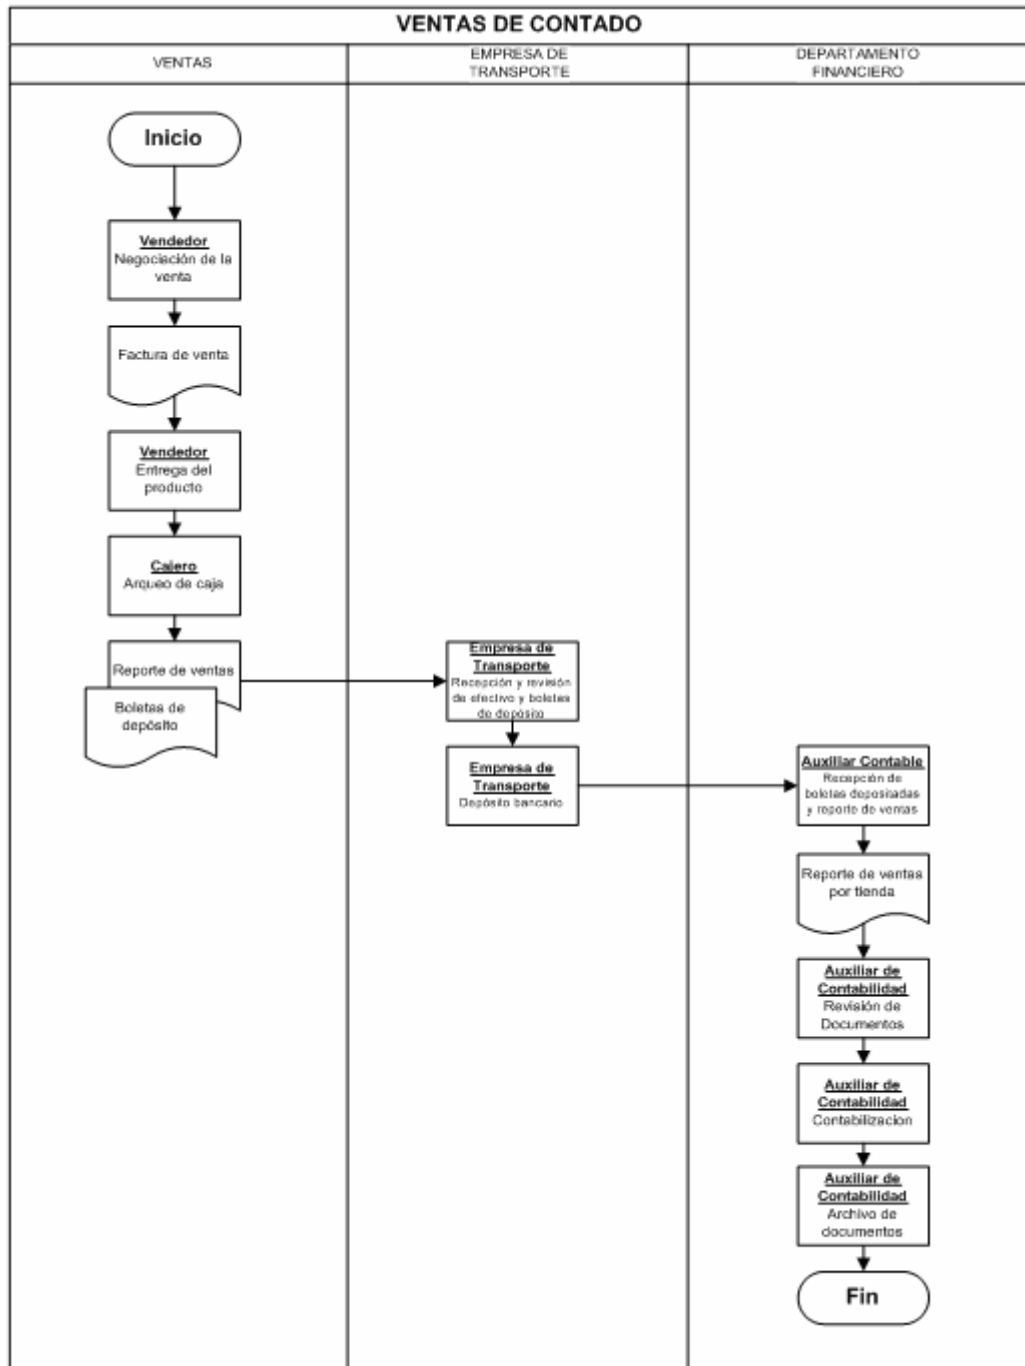 VENTAS DE CONTADO
VENTAS
EMPRESA DE
TRANSPORTE
DEPARTAMENTO
FINANCIERO
Inicio
Vendedor
Negociación de la
venta
Factura de venta
Vendedor
Entrega del
producto
Cajero
Arqueo de caja
Reporte de ventas
Boletas de
depósito
Empresa de
Transporte
Recepción y revisión
de efectivo y boletas
de depósito
Empresa de
Transporte
Depósito bancario
Auxiliar Contable
Recepción de
boletas depositadas
y reporte de ventas
Reporte de ventas
por tienda
Auxiliar de
Contabilidad
Revisión de
Documentos
Auxiliar de
Contabilidad
Contabilizacion
Auxiliar de
Contabilidad
Archivo de
documentos
Fin